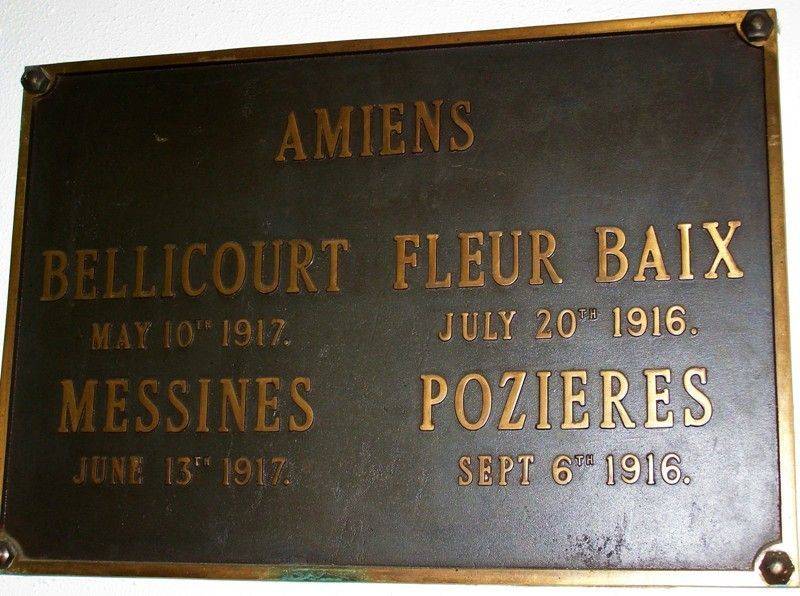 AMIENS
BELLICOURT FLEUR BAIX
MAY 10TH 1917. JULY 20TH 1916.
MESSINES POZIERES
JUNE 13TH 1917. SEPT 6TH 1916.